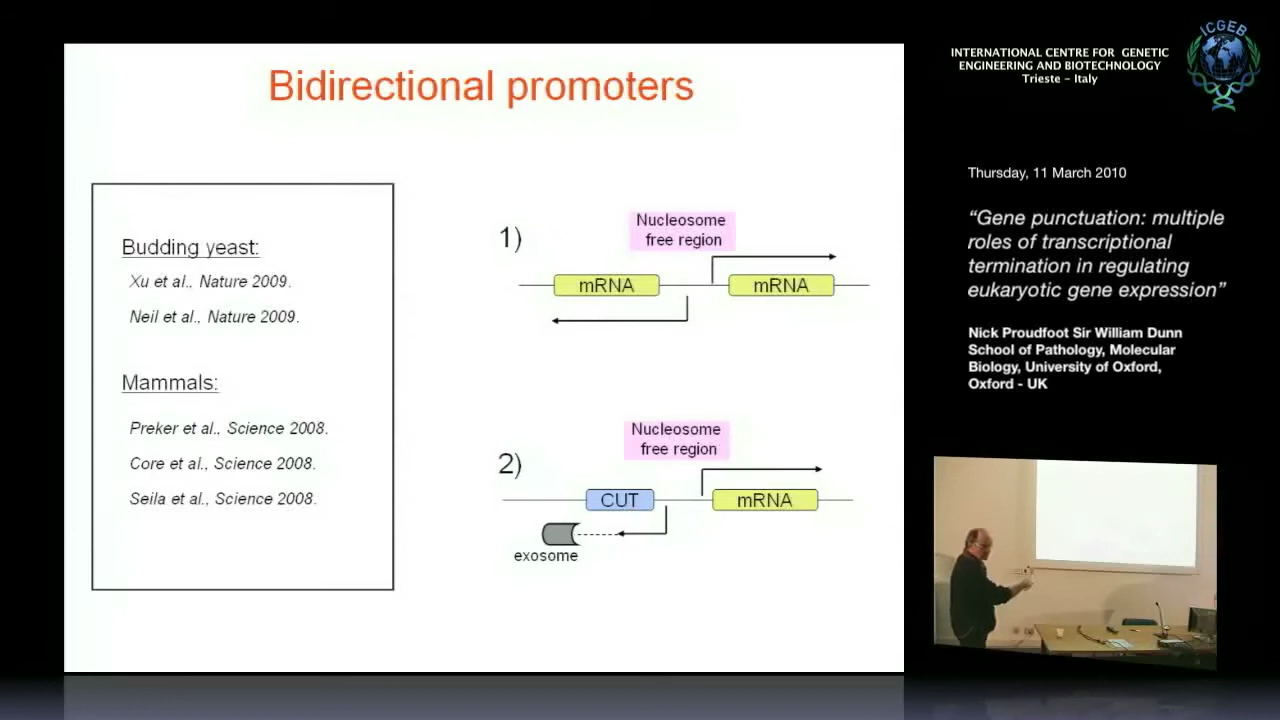 Bidirectional promoters
Budding yeast:
Xu et al., Nature 2009.
Neil et al., Nature 2009.
Mammals:
Preker et al., Science 2008.
Core et al., Science 2008.
Seila et al., Science 2008.
1)
Nucleosome
free region
mRNA
mRNA
2)
Nucleosome
free region
CUT
mRNA
exosome
ICGEB
INTERNATIONAL CENTRE FOR GENETIC
ENGINEERING AND BIOTECHNOLOGY
Trieste – Italy
Thursday, 11 March 2010
“Gene punctuation: multiple
roles of transcriptional
termination in regulating
eukaryotic gene expression”
Nick Proudfoot Sir William Dunn
School of Pathology, Molecular
Biology, University of Oxford,
Oxford - UK